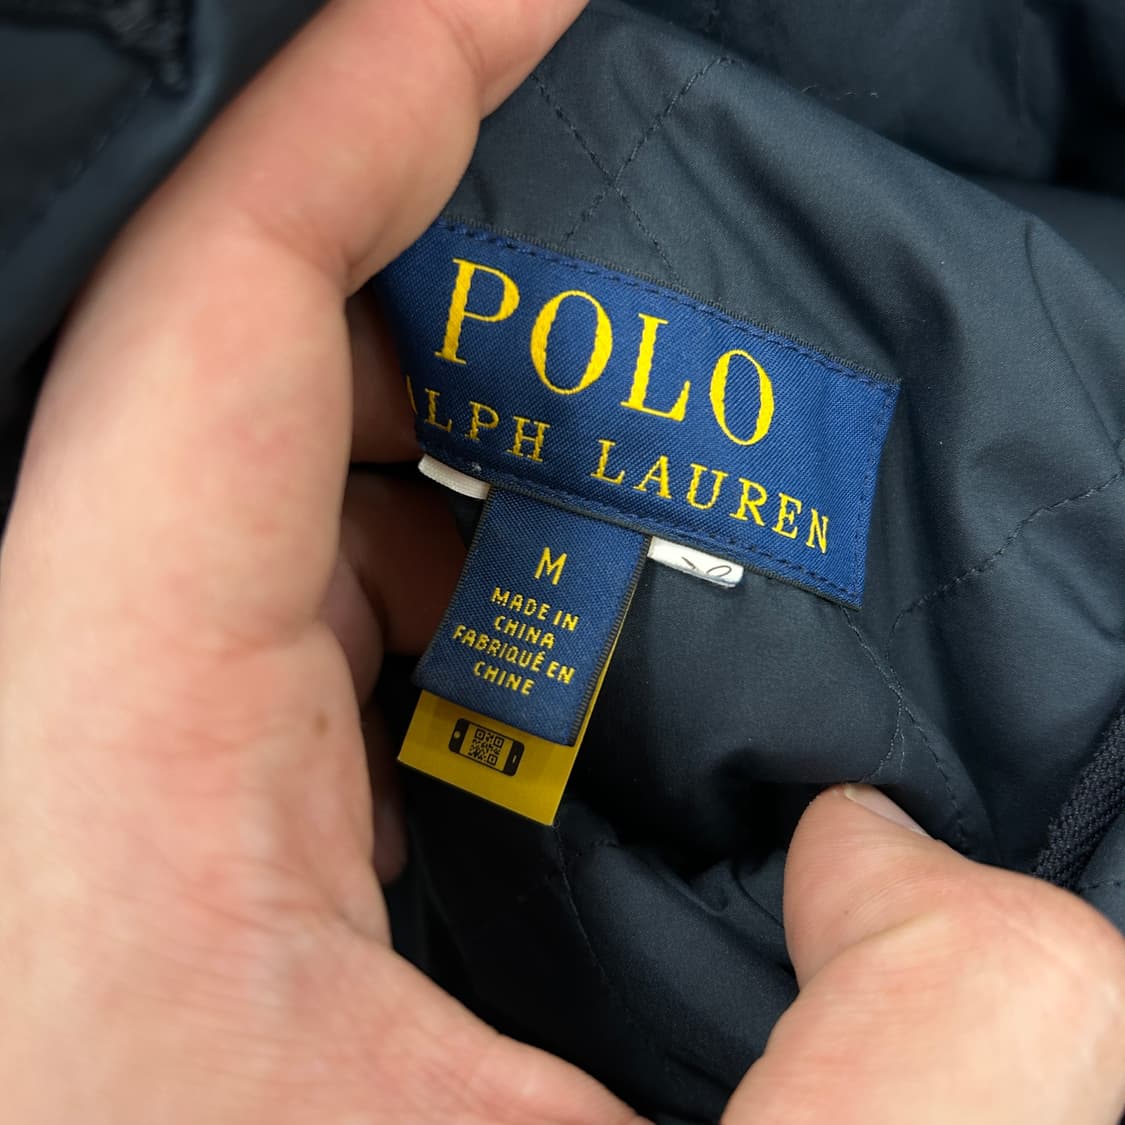 POLO
ALPH LAUREN
M
MADE IN
CHINA
FABRIQUÉ EN
CHINE